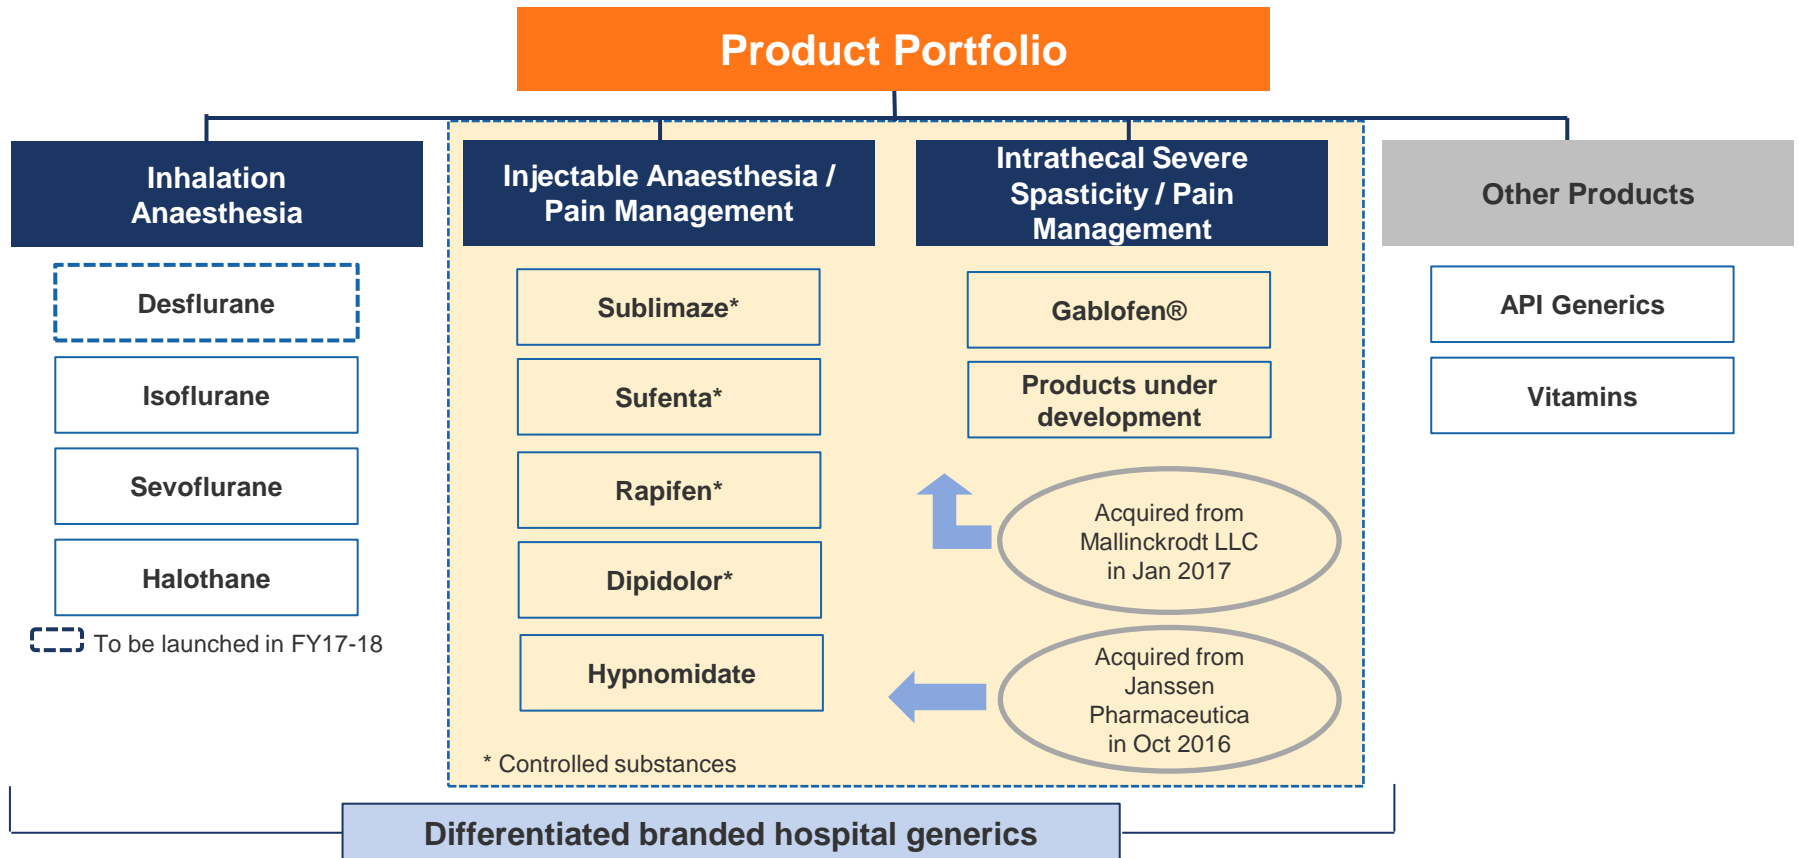 Product Portfolio
Inhalation
Anaesthesia
Desflurane
Isoflurane
Sevoflurane
Halothane
To be launched in FY17-18
Injectable Anaesthesia /
Pain Management
Sublimaze*
Sufenta*
Rapifen*
Dipidolor*
Hypnomidate
* Controlled substances
Intrathecal Severe
Spasticity / Pain
Management
Gablofen®
Products under
development
Acquired from
Mallinckrodt LLC
in Jan 2017
Acquired from
Janssen
Pharmaceutica
in Oct 2016
Other Products
API Generics
Vitamins
Differentiated branded hospital generics